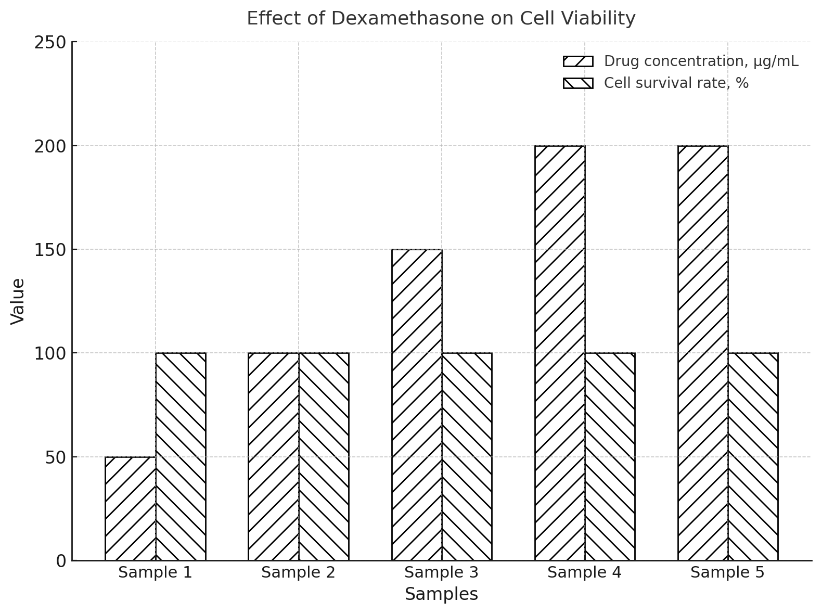 Effect of Dexamethasone on Cell Viability
250
Drug concentration, μg/mL
Cell survival rate, %
200
150
Value
100
50
0
Sample 1 Sample 2 Sample 3 Sample 4 Sample 5
Samples